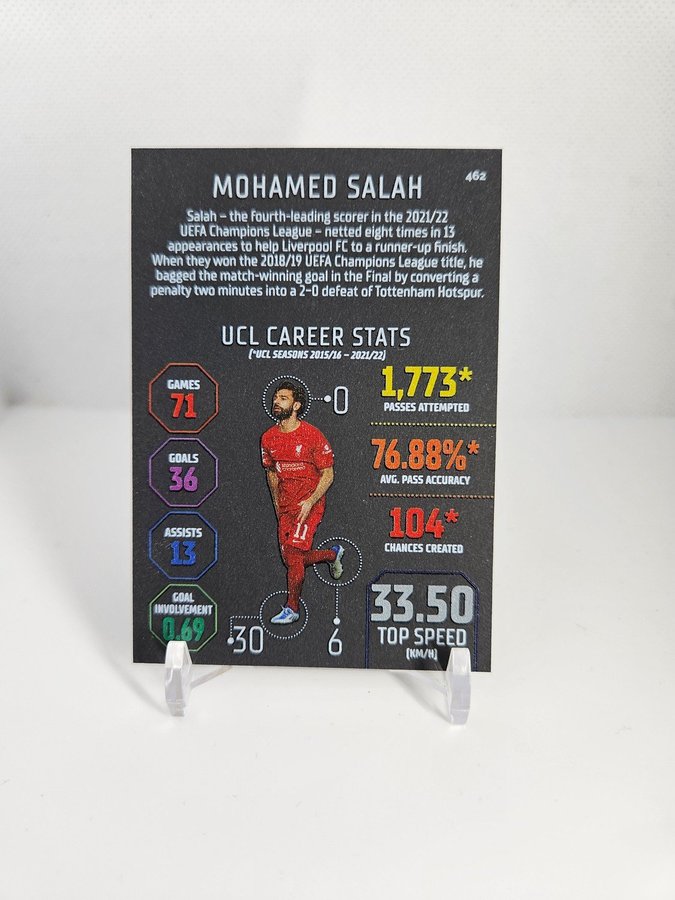 462
MOHAMED SALAH
Salah – the fourth-leading scorer in the 2021/22
UEFA Champions League – netted eight times in 13
appearances to help Liverpool FC to a runner-up finish.
When they won the 2018/19 UEFA Champions League title, he
bagged the match-winning goal in the Final by converting a
penalty two minutes into a 2–0 defeat of Tottenham Hotspur.
UCL CAREER STATS
(*UCL SEASONS 2015/16 – 2021/22)
GAMES
71
GOALS
36
ASSISTS
13
GOAL
INVOLVEMENT
0.69
0
standard
chartered
11
30
6
1,773*
PASSES ATTEMPTED
76.88%*
AVG. PASS ACCURACY
104*
CHANCES CREATED
33.50
TOP SPEED
(KM/H)